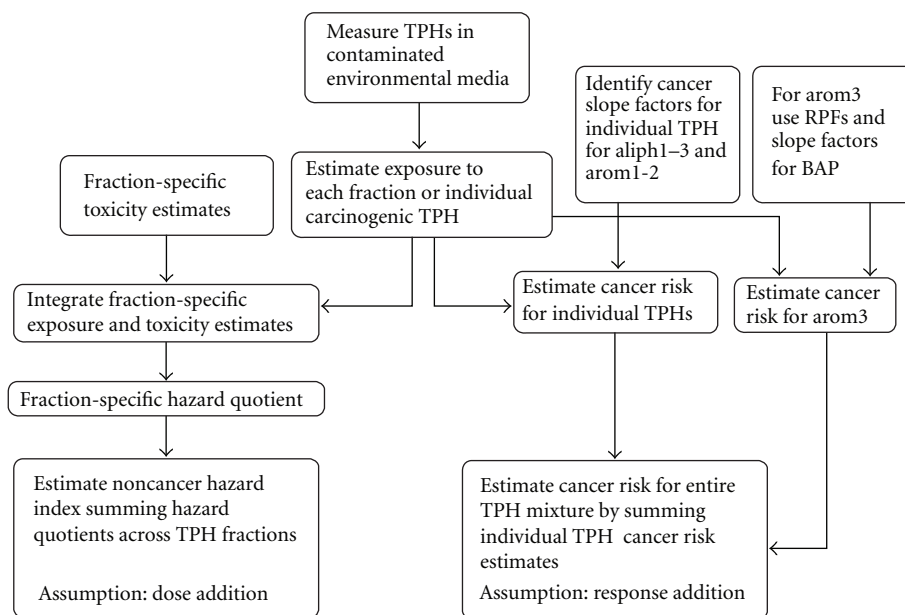 Measure TPHs in
contaminated
environmental media
Identify cancer
slope factors for
individual TPH
for aliph1–3 and
arom1-2
For arom3
use RPFs and
slope factors
for BAP
Fraction-specific
toxicity estimates
Estimate exposure to
each fraction or individual
carcinogenic TPH
Integrate fraction-specific
exposure and toxicity estimates
Estimate cancer risk
for individual TPHs
Estimate cancer
risk for arom3
Fraction-specific hazard quotient
Estimate noncancer hazard
index summing hazard
quotients across TPH fractions
Assumption: dose addition
Estimate cancer risk for entire
TPH mixture by summing
individual TPH cancer risk
estimates
Assumption: response addition